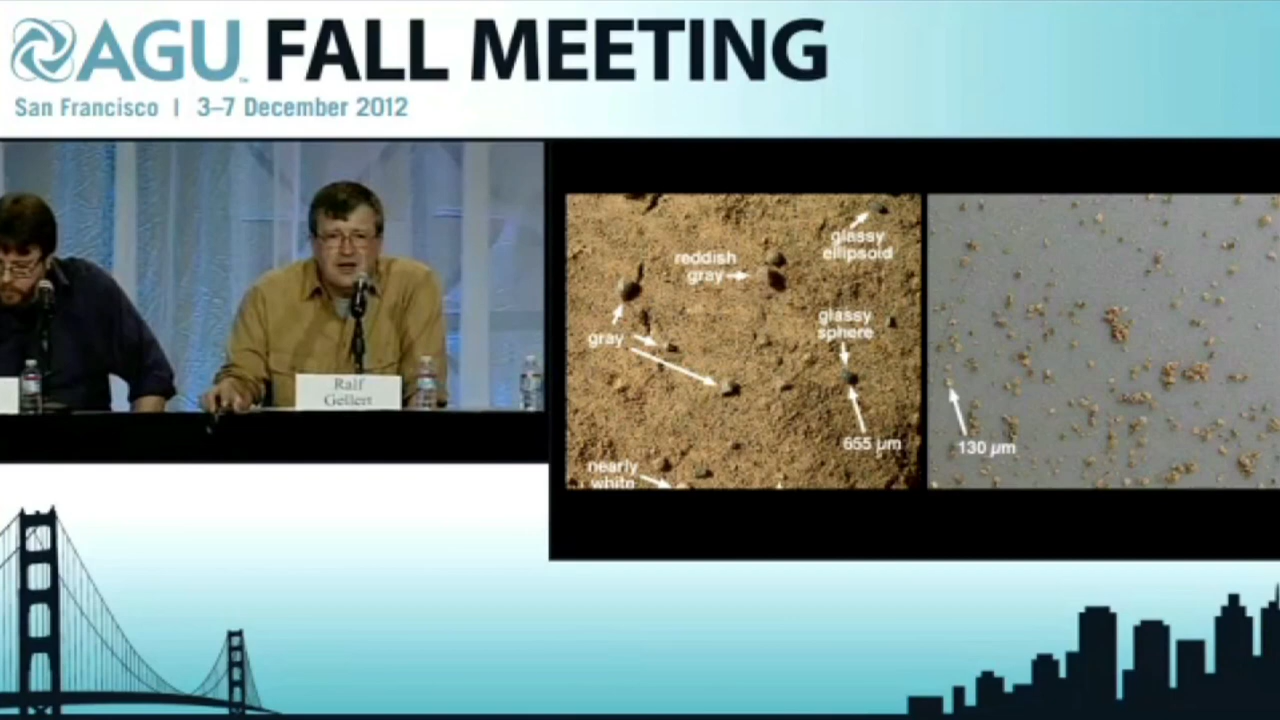 AGU FALL MEETING
San Francisco | 3–7 December 2012
glassy
ellipsoid
reddish
gray
glassy
sphere
gray
655 µm
nearly
white
130 µm
Ralf
Gellert